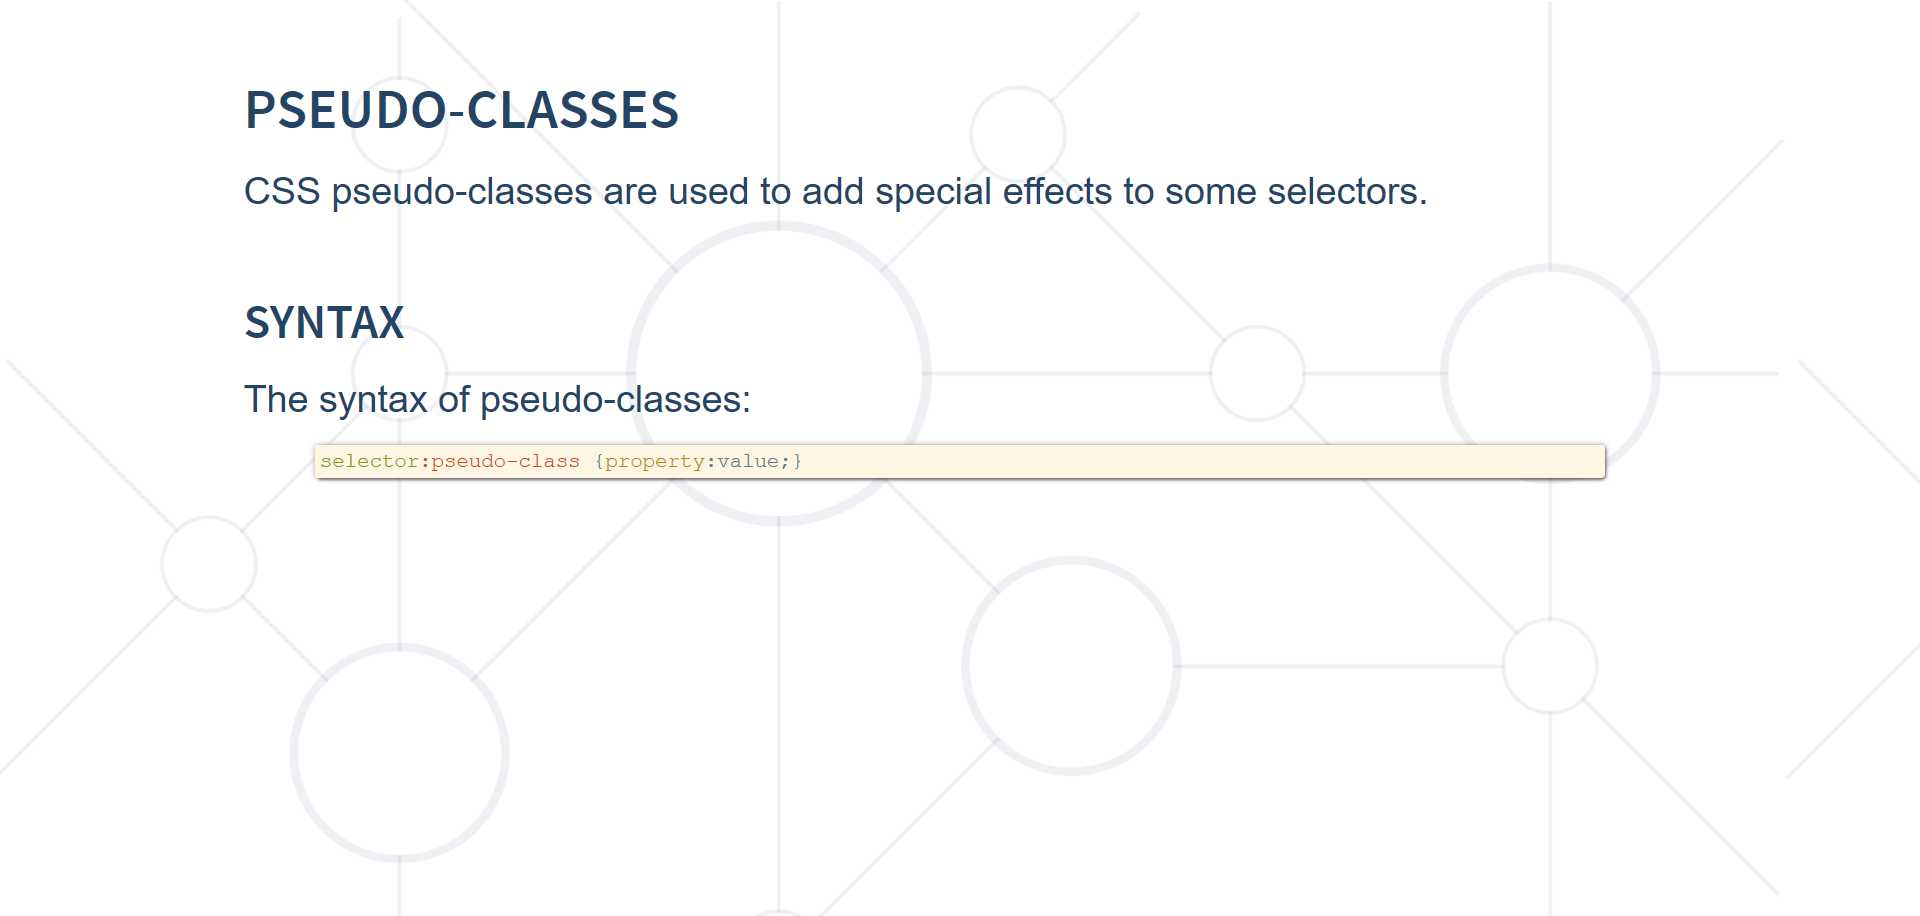 PSEUDO-CLASSES
CSS pseudo-classes are used to add special effects to some selectors.
SYNTAX
The syntax of pseudo-classes:
selector:pseudo-class {property:value;}